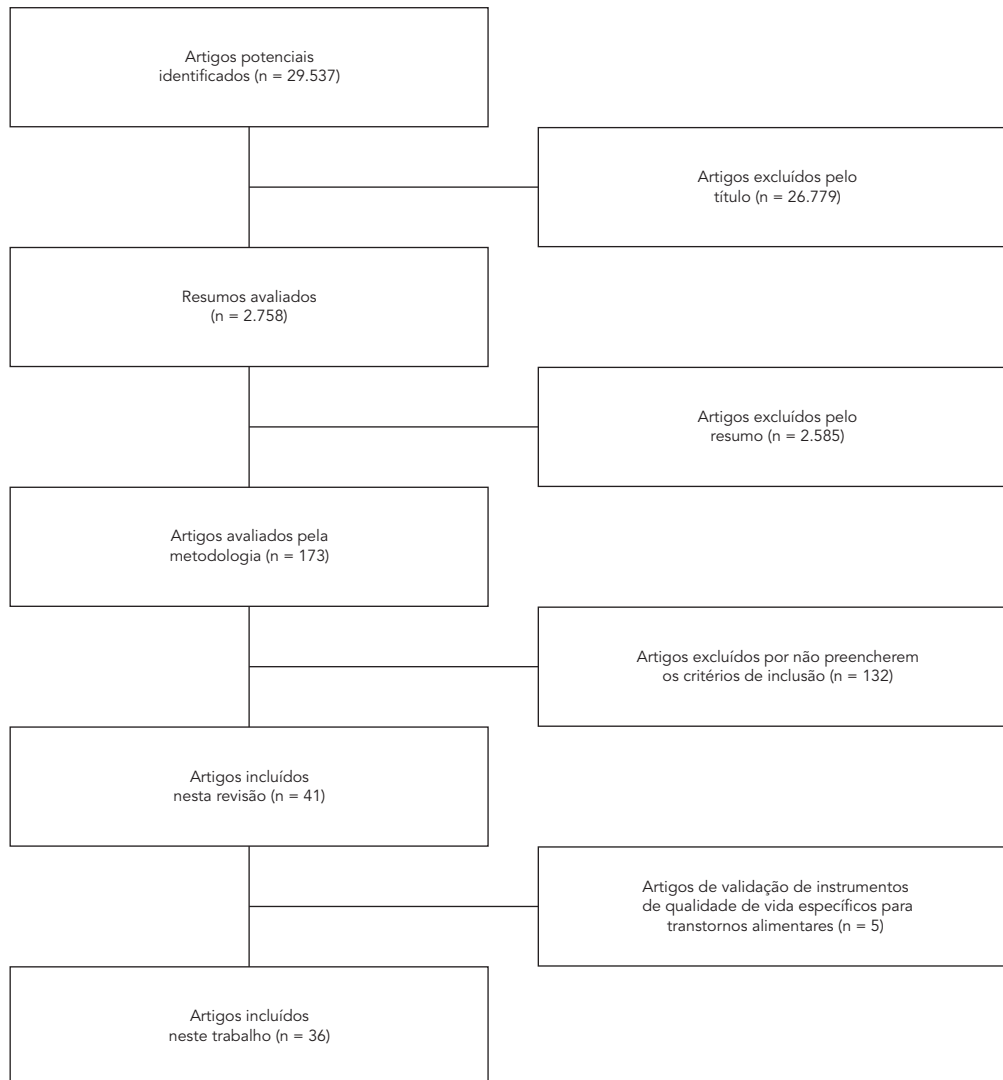 Artigos potenciais
identificados (n = 29.537)
Artigos excluídos pelo
título (n = 26.779)
Resumos avaliados
(n = 2.758)
Artigos excluídos pelo
resumo (n = 2.585)
Artigos avaliados pela
metodologia (n = 173)
Artigos excluídos por não preencherem
os critérios de inclusão (n = 132)
Artigos incluídos
nesta revisão (n = 41)
Artigos de validação de instrumentos
de qualidade de vida específicos para
transtornos alimentares (n = 5)
Artigos incluídos
neste trabalho (n = 36)